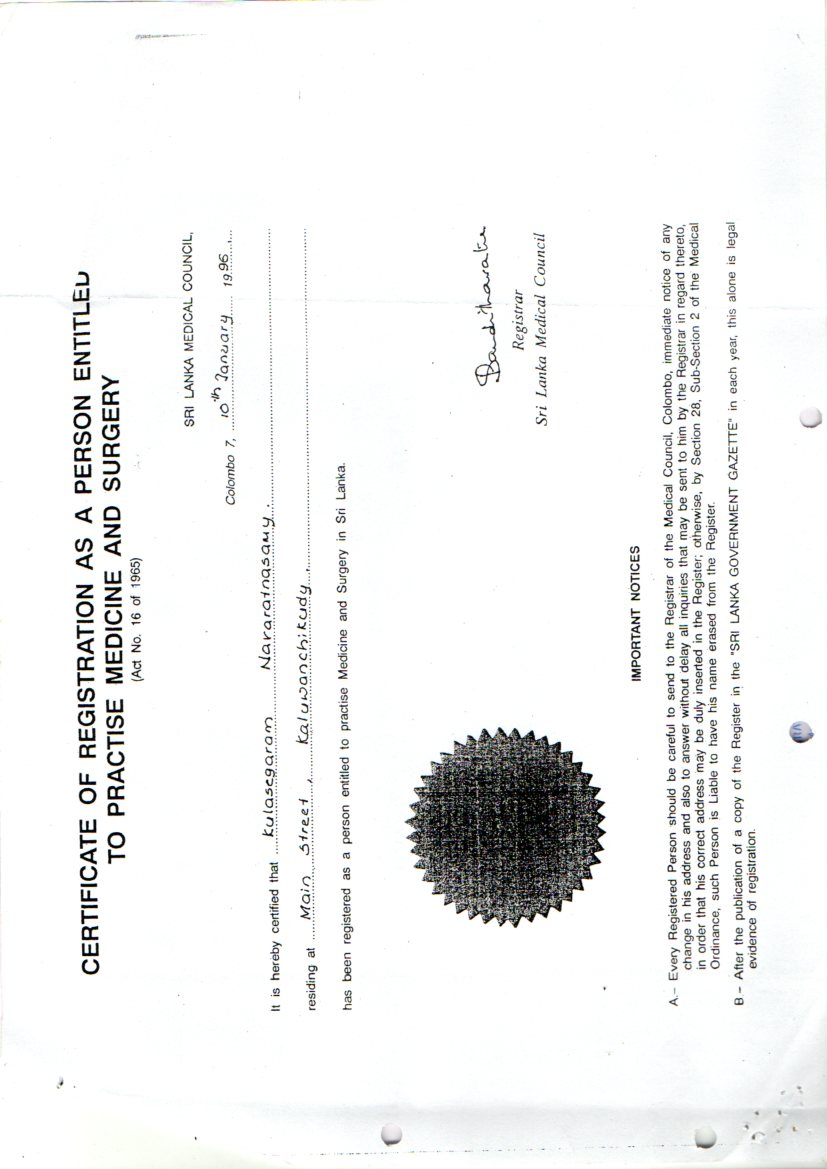 CERTIFICATE OF REGISTRATION AS A PERSON ENTITLED
TO PRACTISE MEDICINE AND SURGERY
(Act No. 16 of 1965)
SRI LANKA MEDICAL COUNCIL,
Colombo 7, 10th January 1996
It is hereby certified that Kulasegaram Navaratnasamy.
residing at Main Street, Kaluwanchikudy,
has been registered as a person entitled to practise Medicine and Surgery in Sri Lanka.
Registrar
Sri Lanka Medical Council
IMPORTANT NOTICES
A.– Every Registered Person should be careful to send to the Registrar of the Medical Council, Colombo, immediate notice of any
change in his address and also to answer without delay all inquiries that may be sent to him by the Registrar in regard thereto,
in order that his correct address may be duly inserted in the Register; otherwise, by Section 28, Sub-Section 2 of the Medical
Ordinance, such Person is Liable to have his name erased from the Register.
B.– After the publication of a copy of the Register in the "SRI LANKA GOVERNMENT GAZETTE" in each year, this alone is legal
evidence of registration.